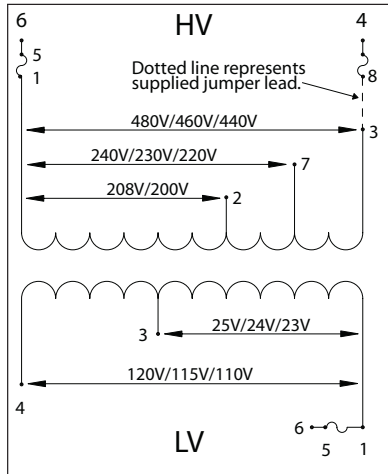 6
HV
4
5
1
Dotted line represents
supplied jumper lead.
8
480V/460V/440V
3
240V/230V/220V
7
208V/200V
2
3
25V/24V/23V
120V/115V/110V
4
6
5
1
LV